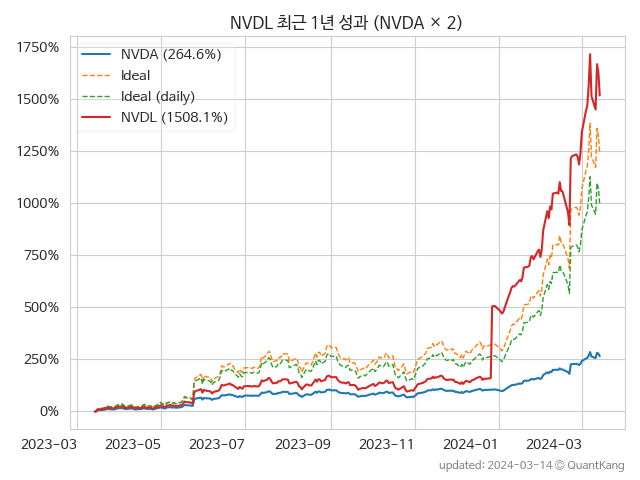 NVDL 최근 1년 성과 (NVDA × 2)
NVDA (264.6%)
Ideal
Ideal (daily)
NVDL (1508.1%)
1750%
1500%
1250%
1000%
750%
500%
250%
0%
2023-03
2023-05
2023-07
2023-09
2023-11
2024-01
2024-03
updated: 2024-03-14 © QuantKang